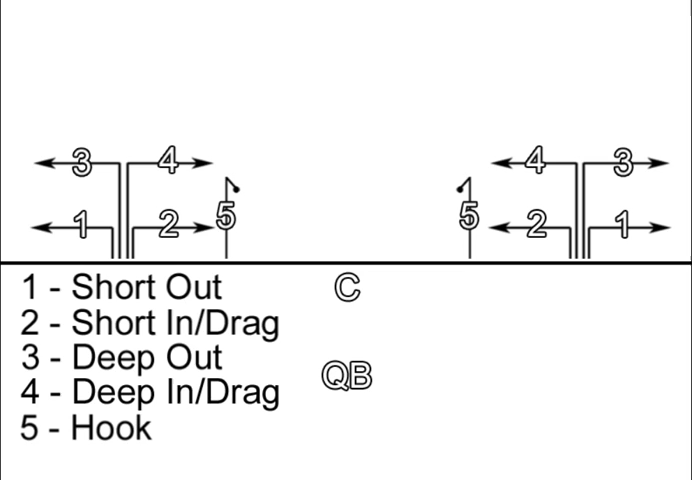 3 4 4 3
1 2 5 5 2 1
1 - Short Out
C
2 - Short In/Drag
3 - Deep Out
QB
4 - Deep In/Drag
5 - Hook